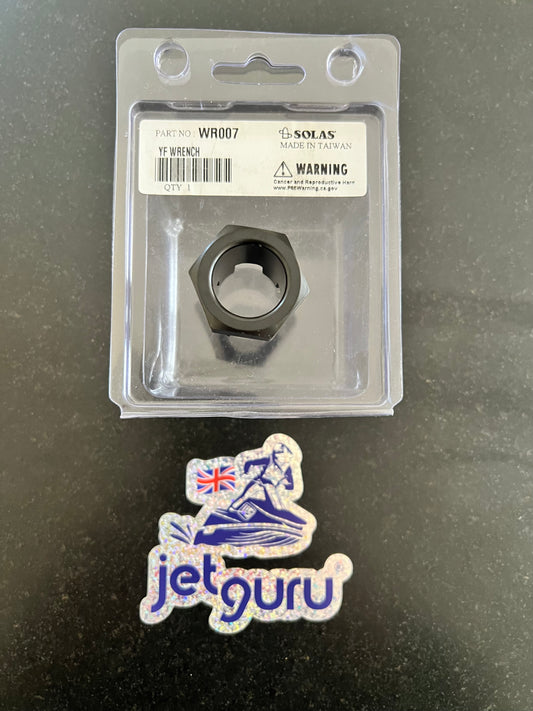 PART NO : WR007
SOLAS
MADE IN TAIWAN
YF WRENCH
QTY 1
WARNING
Cancer and Reproductive Harm
www.P65Warning.ca.gov
jetguru